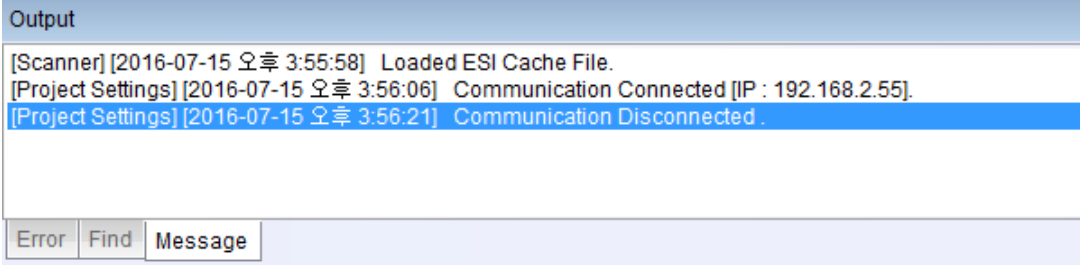 Output
[Scanner] [2016-07-15 오후 3:55:58] Loaded ESI Cache File.
[Project Settings] [2016-07-15 오후 3:56:06] Communication Connected [IP : 192.168.2.55].
[Project Settings] [2016-07-15 오후 3:56:21] Communication Disconnected .
Error Find Message